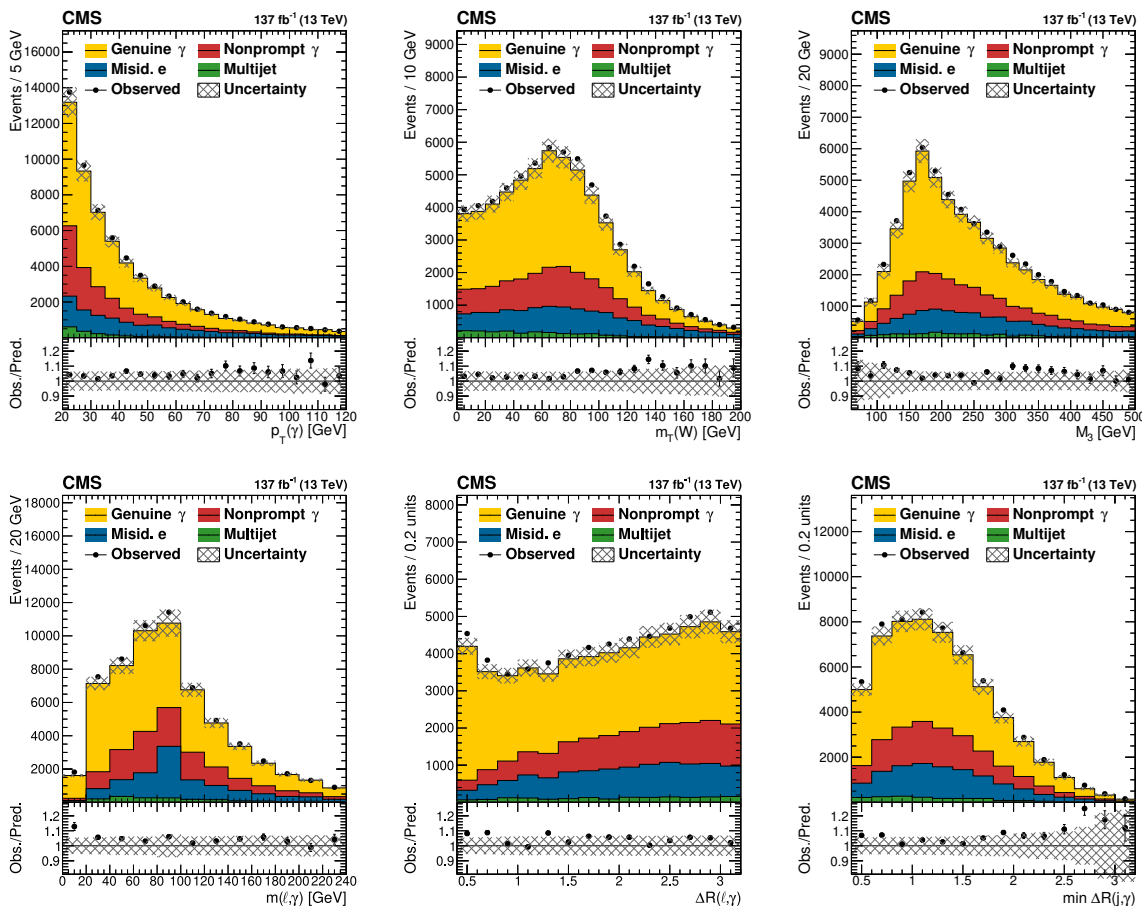 CMS 137 fb⁻¹ (13 TeV)
Events / 5 GeV
16000
14000
12000
10000
8000
6000
4000
2000
Genuine γ Nonprompt γ
Misid. e Multijet
Observed Uncertainty
Obs./Pred.
1.2
1.1
1
0.9
20 30 40 50 60 70 80 90 100 110 120
p_T(γ) [GeV]
CMS 137 fb⁻¹ (13 TeV)
Events / 10 GeV
9000
8000
7000
6000
5000
4000
3000
2000
1000
Genuine γ Nonprompt γ
Misid. e Multijet
Observed Uncertainty
Obs./Pred.
1.2
1.1
1
0.9
0 20 40 60 80 100 120 140 160 180 200
m_T(W) [GeV]
CMS 137 fb⁻¹ (13 TeV)
Events / 20 GeV
9000
8000
7000
6000
5000
4000
3000
2000
1000
Genuine γ Nonprompt γ
Misid. e Multijet
Observed Uncertainty
Obs./Pred.
1.2
1.1
1
0.9
100 150 200 250 300 350 400 450 500
M₃ [GeV]
CMS 137 fb⁻¹ (13 TeV)
Events / 20 GeV
18000
16000
14000
12000
10000
8000
6000
4000
2000
Genuine γ Nonprompt γ
Misid. e Multijet
Observed Uncertainty
Obs./Pred.
1.2
1.1
1
0.9
0 20 40 60 80 100 120 140 160 180 200 220 240
m(ℓ,γ) [GeV]
CMS 137 fb⁻¹ (13 TeV)
Events / 0.2 units
8000
7000
6000
5000
4000
3000
2000
1000
Genuine γ Nonprompt γ
Misid. e Multijet
Observed Uncertainty
Obs./Pred.
1.2
1.1
1
0.9
0.5 1 1.5 2 2.5 3
ΔR(ℓ,γ)
CMS 137 fb⁻¹ (13 TeV)
Events / 0.2 units
12000
10000
8000
6000
4000
2000
Genuine γ Nonprompt γ
Misid. e Multijet
Observed Uncertainty
Obs./Pred.
1.2
1.1
1
0.9
0.5 1 1.5 2 2.5 3
min ΔR(j,γ)